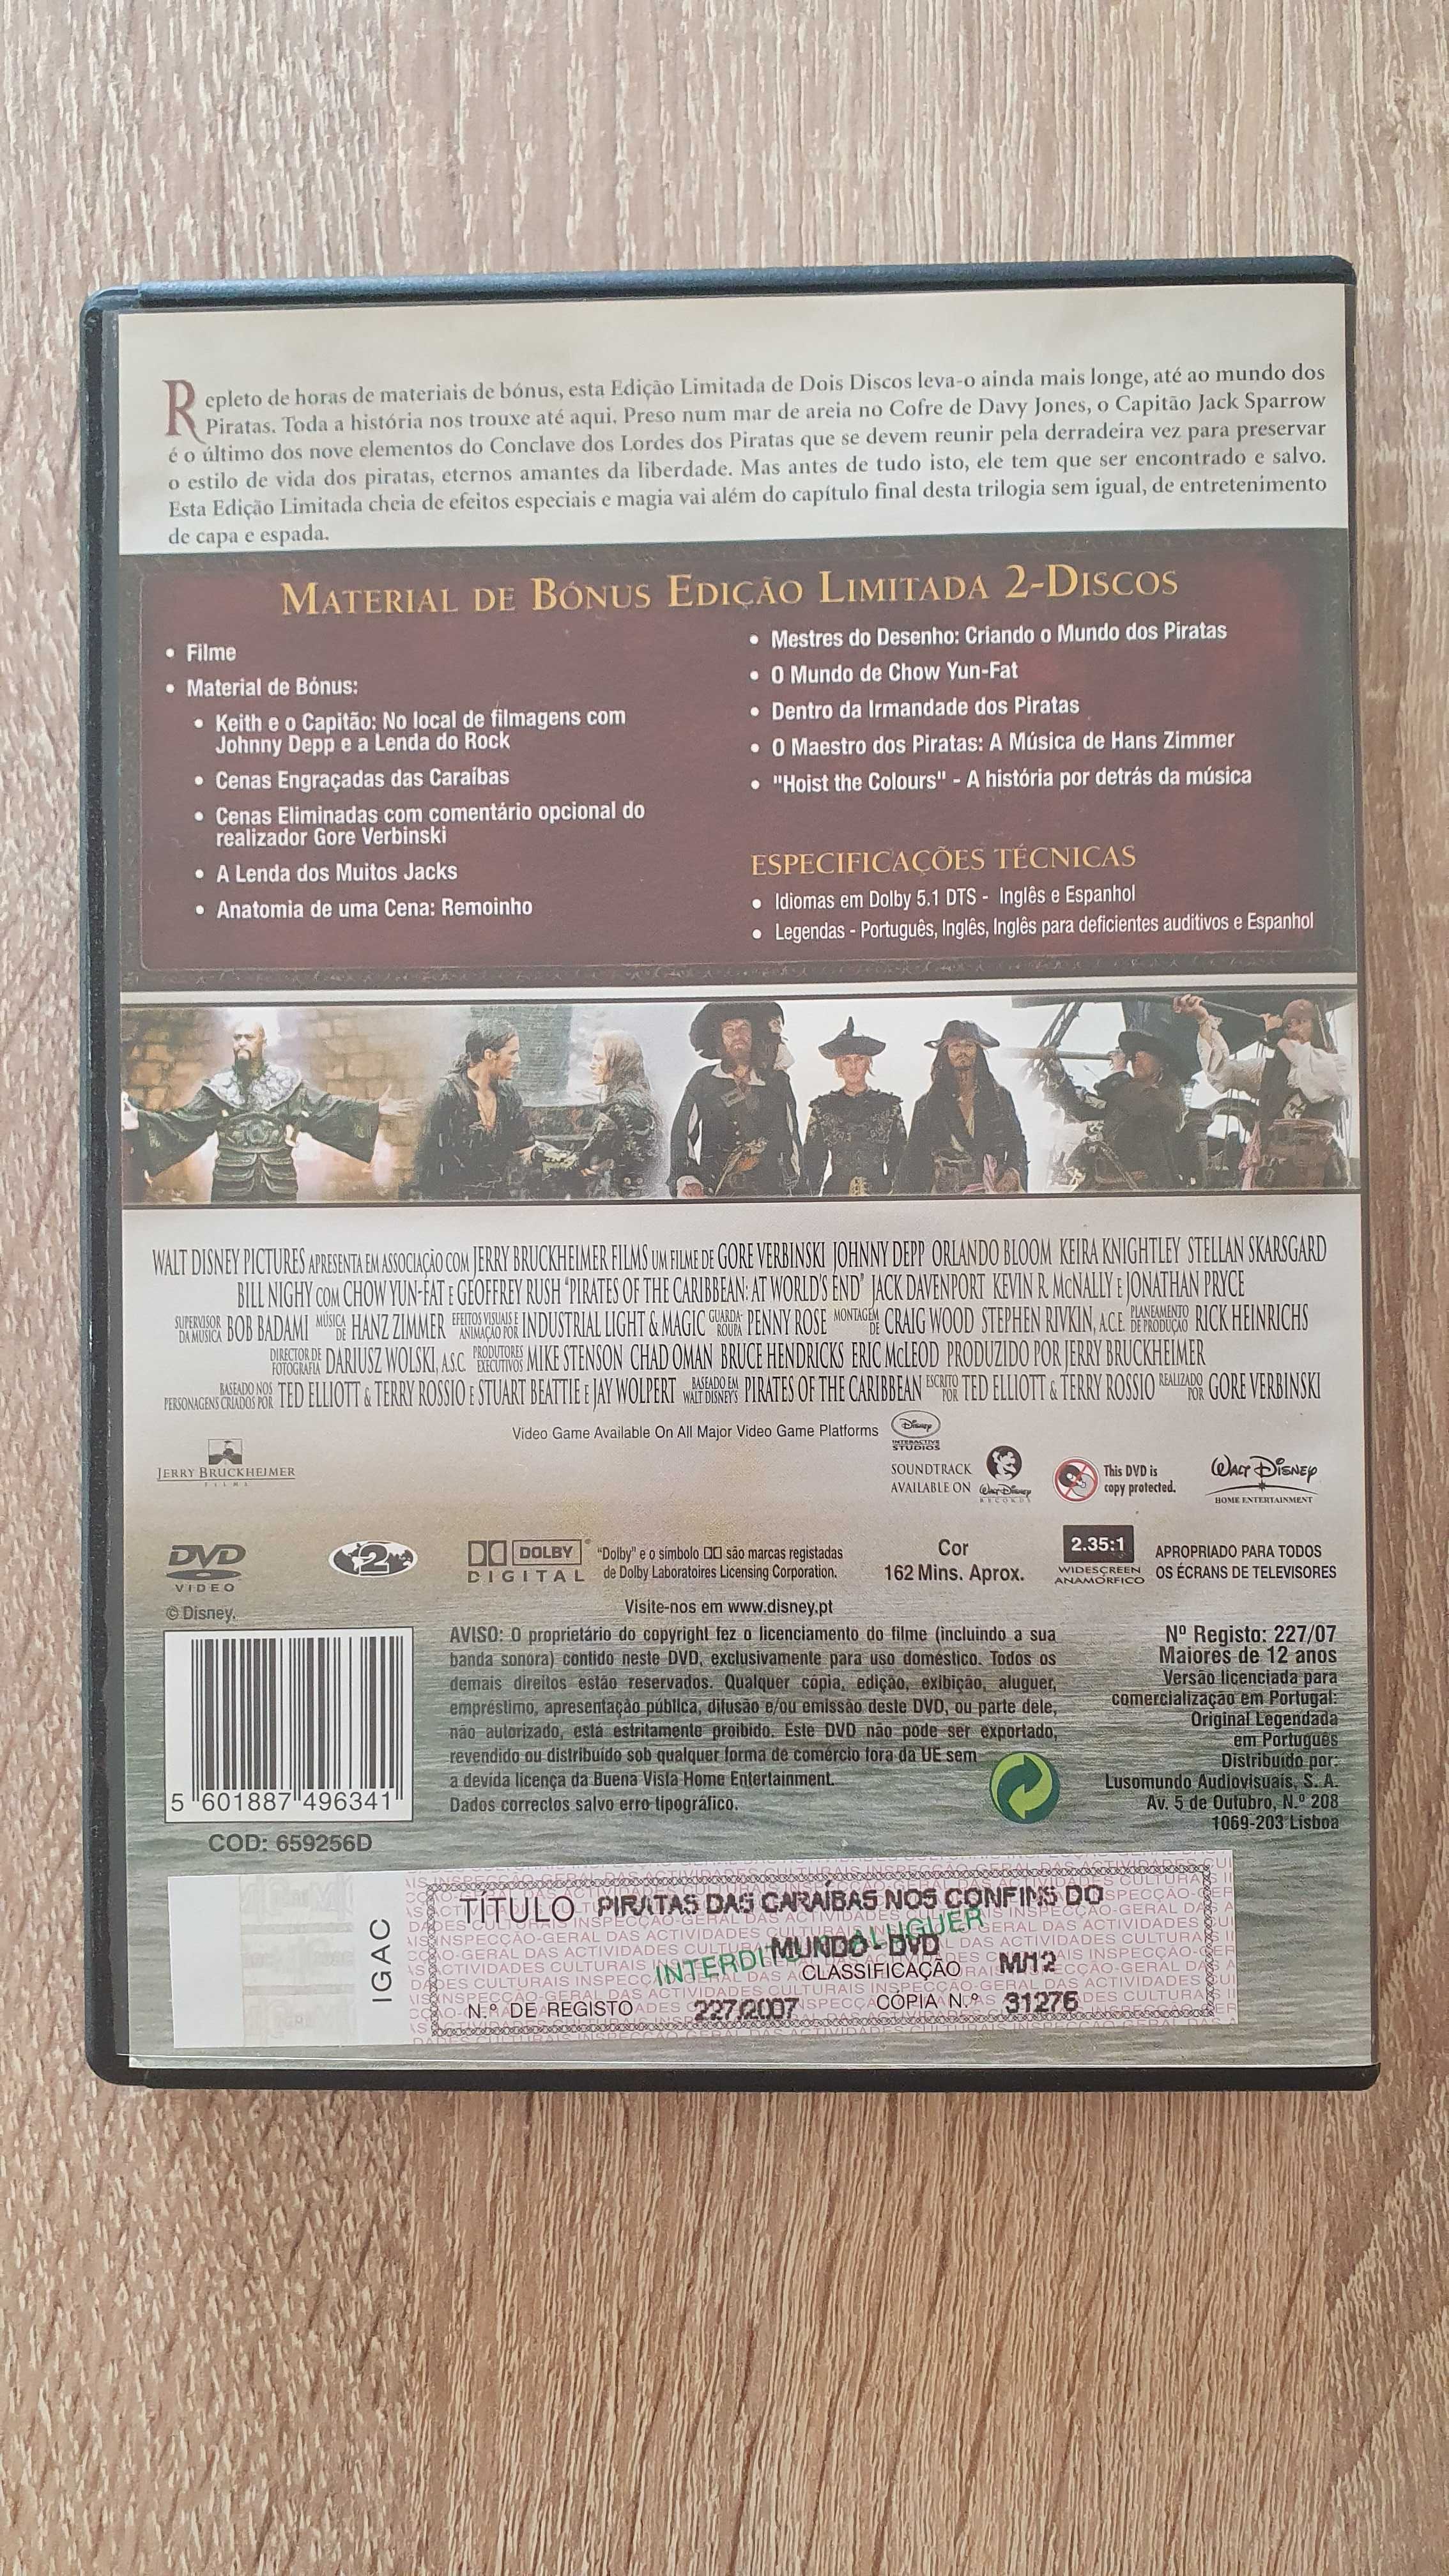 Repleto de horas de materiais de bónus, esta Edição Limitada de Dois Discos leva-o ainda mais longe, até ao mundo dos
Piratas. Toda a história nos trouxe até aqui. Preso num mar de areia no Cofre de Davy Jones, o Capitão Jack Sparrow
é o último dos nove elementos do Conclave dos Lordes dos Piratas que se devem reunir pela derradeira vez para preservar
o estilo de vida dos piratas, eternos amantes da liberdade. Mas antes de tudo isto, ele tem que ser encontrado e salvo.
Esta Edição Limitada cheia de efeitos especiais e magia vai além do capítulo final desta trilogia sem igual, de entretenimento
de capa e espada.
MATERIAL DE BÓNUS EDIÇÃO LIMITADA 2-DISCOS
• Filme
• Material de Bónus:
• Keith e o Capitão: No local de filmagens com
Johnny Depp e a Lenda do Rock
• Cenas Engraçadas das Caraíbas
• Cenas Eliminadas com comentário opcional do
realizador Gore Verbinski
• A Lenda dos Muitos Jacks
• Anatomia de uma Cena: Remoinho
• Mestres do Desenho: Criando o Mundo dos Piratas
• O Mundo de Chow Yun-Fat
• Dentro da Irmandade dos Piratas
• O Maestro dos Piratas: A Música de Hans Zimmer
• "Hoist the Colours" - A história por detrás da música
ESPECIFICAÇÕES TÉCNICAS
• Idiomas em Dolby 5.1 DTS - Inglês e Espanhol
• Legendas - Português, Inglês, Inglês para deficientes auditivos e Espanhol
WALT DISNEY PICTURES APRESENTA EM ASSOCIAÇÃO COM JERRY BRUCKHEIMER FILMS UM FILME DE GORE VERBINSKI JOHNNY DEPP ORLANDO BLOOM KEIRA KNIGHTLEY STELLAN SKARSGARD
BILL NIGHY COM CHOW YUN-FAT E GEOFFREY RUSH "PIRATES OF THE CARIBBEAN: AT WORLD'S END" JACK DAVENPORT KEVIN R. McNALLY E JONATHAN PRYCE
SUPERVISOR DA MÚSICA BOB BADAMI MÚSICA DE HANZ ZIMMER EFEITOS VISUAIS E ANIMAÇÃO POR INDUSTRIAL LIGHT & MAGIC GUARDA-ROUPA PENNY ROSE MONTAGEM DE CRAIG WOOD STEPHEN RIVKIN, A.C.E. PLANEAMENTO DE PRODUÇÃO RICK HEINRICHS
DIRECTOR DE FOTOGRAFIA DARIUSZ WOLSKI, A.S.C. PRODUTORES EXECUTIVOS MIKE STENSON CHAD OMAN BRUCE HENDRICKS ERIC McLEOD PRODUZIDO POR JERRY BRUCKHEIMER
BASEADO NOS PERSONAGENS CRIADOS POR TED ELLIOTT & TERRY ROSSIO E STUART BEATTIE E JAY WOLPERT BASEADO EM WALT DISNEY'S PIRATES OF THE CARIBBEAN ESCRITO POR TED ELLIOTT & TERRY ROSSIO REALIZADO POR GORE VERBINSKI
Video Game Available On All Major Video Game Platforms
Disney
INTERACTIVE
STUDIOS
JERRY BRUCKHEIMER
FILMS
SOUNDTRACK
AVAILABLE ON
Walt Disney
RECORDS
This DVD is
copy protected.
WALT DISNEY
HOME ENTERTAINMENT
DVD
VIDEO
2
DOLBY
DIGITAL
"Dolby" e o símbolo DD são marcas registadas
de Dolby Laboratoires Licensing Corporation.
Cor
162 Mins. Aprox.
2.35:1
WIDESCREEN
ANAMÓRFICO
APROPRIADO PARA TODOS
OS ÉCRANS DE TELEVISORES
© Disney.
Visite-nos em www.disney.pt
AVISO: O proprietário do copyright fez o licenciamento do filme (incluindo a sua
banda sonora) contido neste DVD, exclusivamente para uso doméstico. Todos os
demais direitos estão reservados. Qualquer cópia, edição, exibição, aluguer,
empréstimo, apresentação pública, difusão e/ou emissão deste DVD, ou parte dele,
não autorizado, está estritamente proibido. Este DVD não pode ser exportado,
revendido ou distribuído sob qualquer forma de comércio fora da UE sem
a devida licença da Buena Vista Home Entertainment.
Dados correctos salvo erro tipográfico.
Nº Registo: 227/07
Maiores de 12 anos
Versão licenciada para
comercialização em Portugal:
Original Legendada
em Português
Distribuído por:
Lusomundo Audiovisuais, S. A.
Av. 5 de Outubro, N.º 208
1069-203 Lisboa
5 601887 496341
COD: 659256D
IGAC
TÍTULO PIRATAS DAS CARAÍBAS NOS CONFINS DO
MUNDO - DVD
INTERDITO ALUGUER
CLASSIFICAÇÃO M/12
N.º DE REGISTO 227/2007 CÓPIA N.º 31276